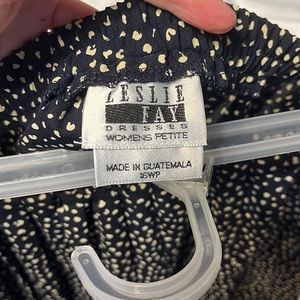 LESLIE
FAY
DRESSES
WOMENS PETITE
MADE IN GUATEMALA
16WP